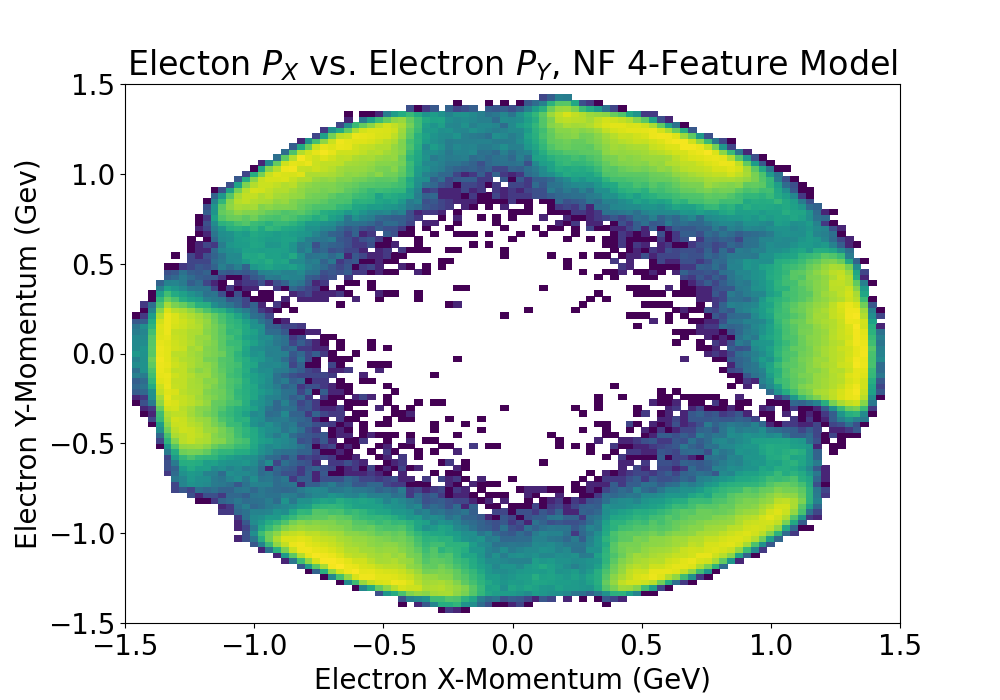 Electon $P_X$ vs. Electron $P_Y$, NF 4-Feature Model
1.5
1.0
0.5
0.0
−0.5
−1.0
−1.5
Electron Y-Momentum (Gev)
−1.5 −1.0 −0.5 0.0 0.5 1.0 1.5
Electron X-Momentum (GeV)